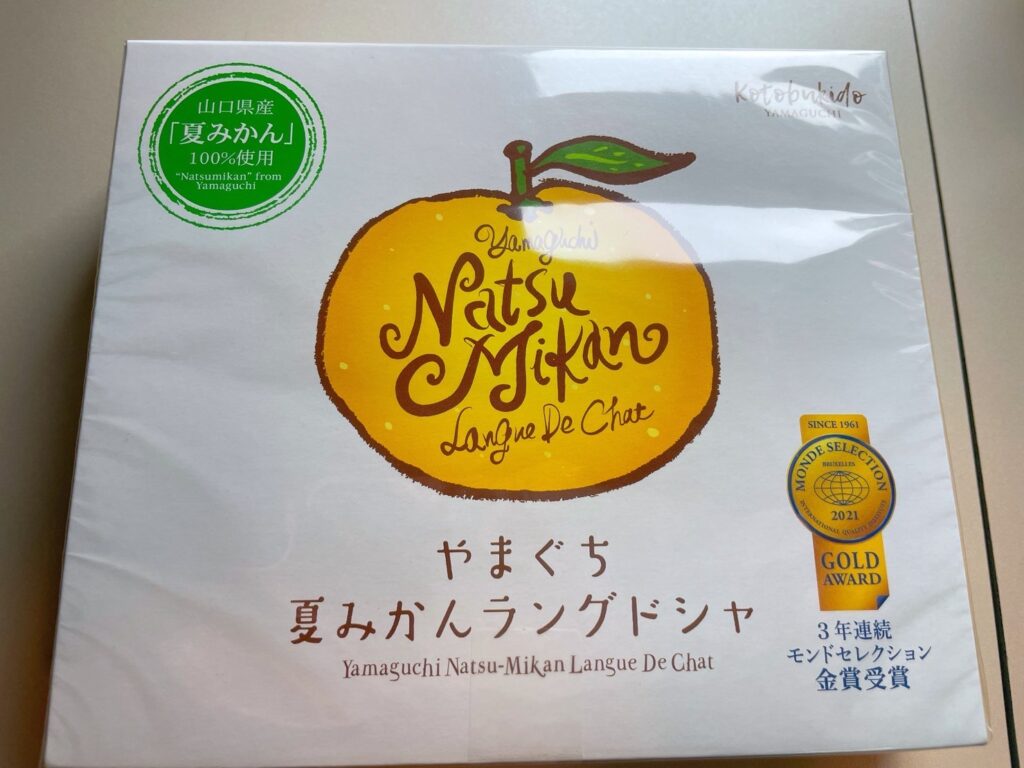 山口県産
「夏みかん」
100%使用
"Natsumikan" from
Yamaguchi
Kotobukido
YAMAGUCHI
Yamaguchi
Natsu
Mikan
Langue De Chat
やまぐち
夏みかんラングドシャ
Yamaguchi Natsu-Mikan Langue De Chat
SINCE 1961
MONDE SELECTION
BRUXELLES
2021
INTERNATIONAL QUALITY INSTITUTE
GOLD
AWARD
3年連続
モンドセレクション
金賞受賞